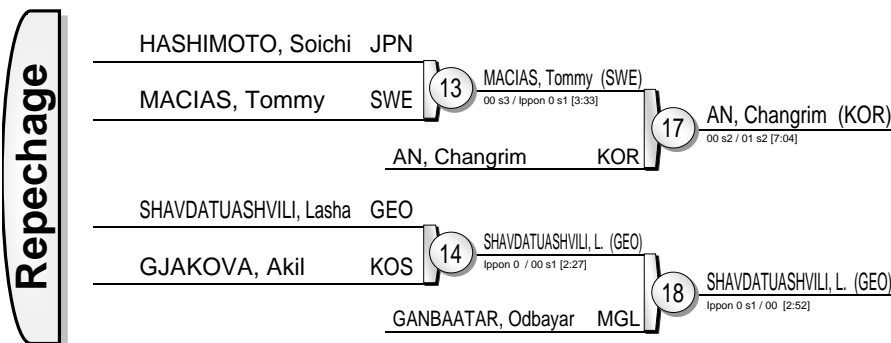 Repechage
HASHIMOTO, Soichi JPN
MACIAS, Tommy SWE
13
MACIAS, Tommy (SWE)
00 s3 / Ippon 0 s1 [3:33]
AN, Changrim KOR
17
AN, Changrim (KOR)
00 s2 / 01 s2 [7:04]
SHAVDATUASHVILI, Lasha GEO
GJAKOVA, Akil KOS
14
SHAVDATUASHVILI, L. (GEO)
Ippon 0 / 00 s1 [2:27]
GANBAATAR, Odbayar MGL
18
SHAVDATUASHVILI, L. (GEO)
Ippon 0 s1 / 00 [2:52]